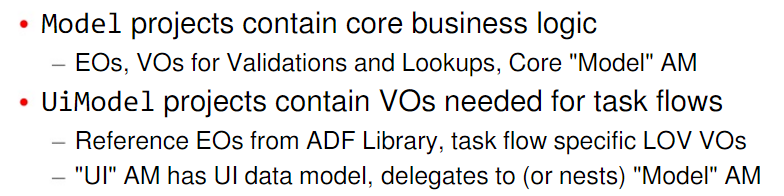 • Model projects contain core business logic
– EOs, VOs for Validations and Lookups, Core "Model" AM
• UiModel projects contain VOs needed for task flows
– Reference EOs from ADF Library, task flow specific LOV VOs
– "UI" AM has UI data model, delegates to (or nests) "Model" AM